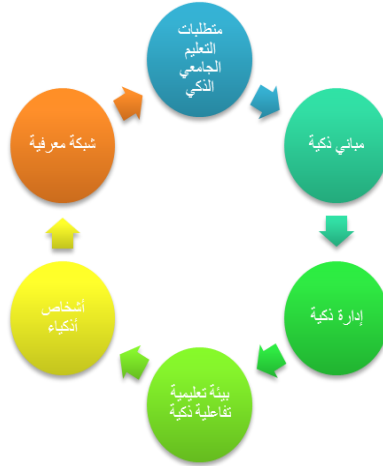 متطلبات
التعليم
الجامعي
الذكي
مباني ذكية
إدارة ذكية
بيئة تعليمية
تفاعلية ذكية
أشخاص
أذكياء
شبكة معرفية